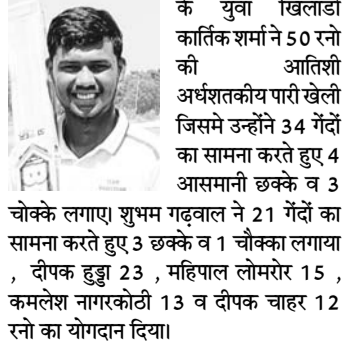 के युवा खिलाडी
कार्तिक शर्मा ने 50 रनो
की आतिशी
अर्धशतकीय पारी खेली
जिसमे उन्होंने 34 गेंदों
का सामना करते हुए 4
आसमानी छक्के व 3
चोक्के लगाए। शुभम गढ़वाल ने 21 गेंदों का
सामना करते हुए 3 छक्के व 1 चौक्का लगाया
, दीपक हुड्डा 23 , महिपाल लोमरोर 15 ,
कमलेश नागरकोठी 13 व दीपक चाहर 12
रनो का योगदान दिया।